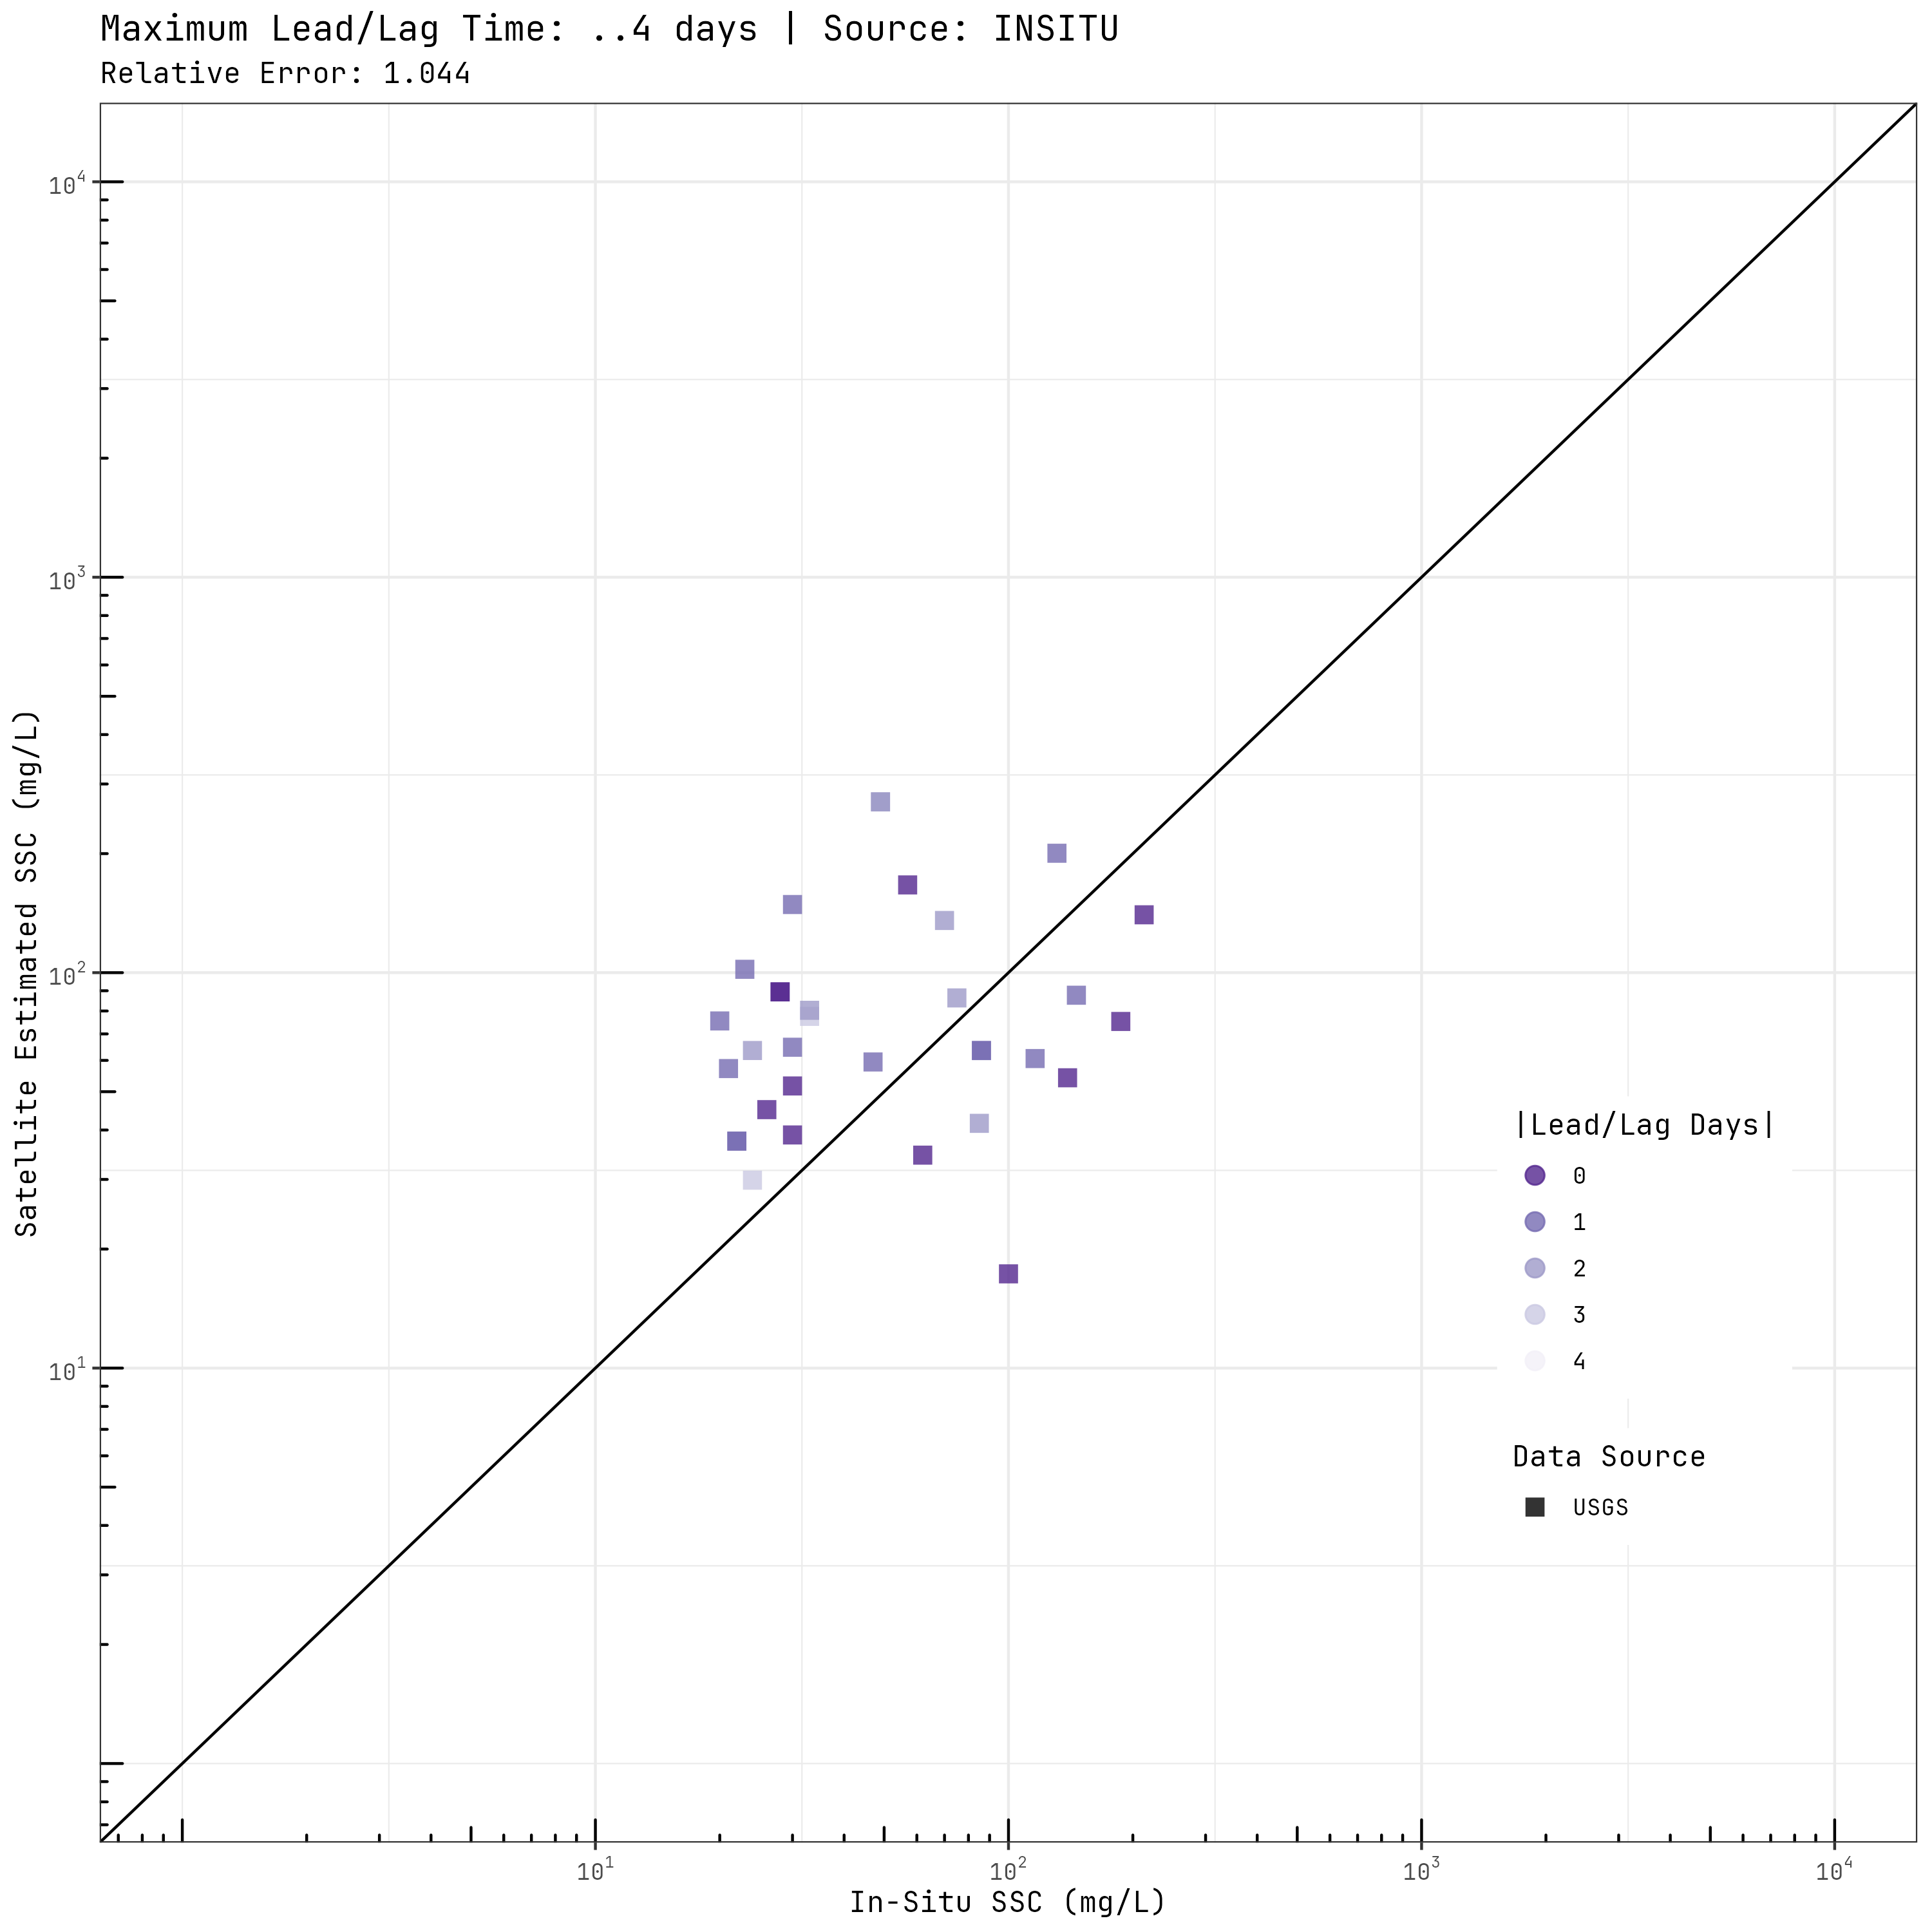 Maximum Lead/Lag Time: ..4 days | Source: INSITU
Relative Error: 1.044
Satellite Estimated SSC (mg/L)
10⁴
10³
10²
10¹
|Lead/Lag Days|
0
1
2
3
4
Data Source
USGS
10¹ 10² 10³ 10⁴
In-Situ SSC (mg/L)